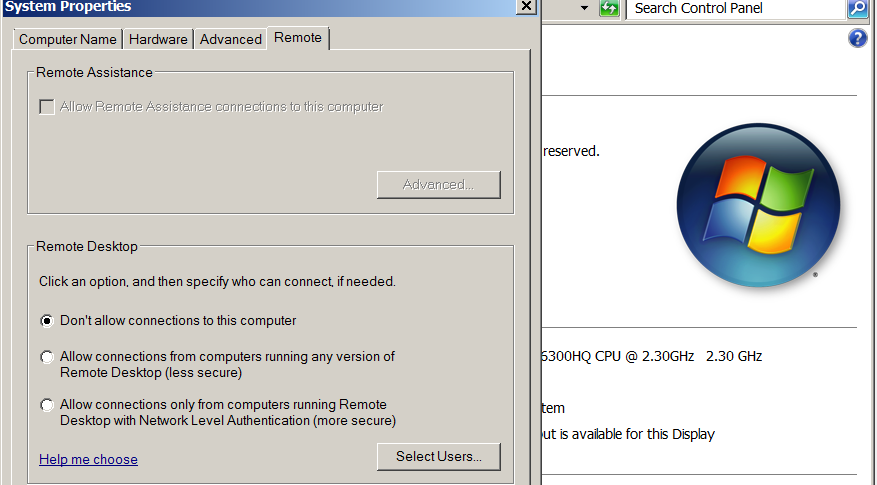 System Properties
Search Control Panel
Computer Name
Hardware
Advanced
Remote
Remote Assistance
Allow Remote Assistance connections to this computer
Advanced...
Remote Desktop
Click an option, and then specify who can connect, if needed.
Don't allow connections to this computer
Allow connections from computers running any version of
Remote Desktop (less secure)
Allow connections only from computers running Remote
Desktop with Network Level Authentication (more secure)
Help me choose
Select Users...
reserved.
6300HQ CPU @ 2.30GHz 2.30 GHz
tem
ut is available for this Display